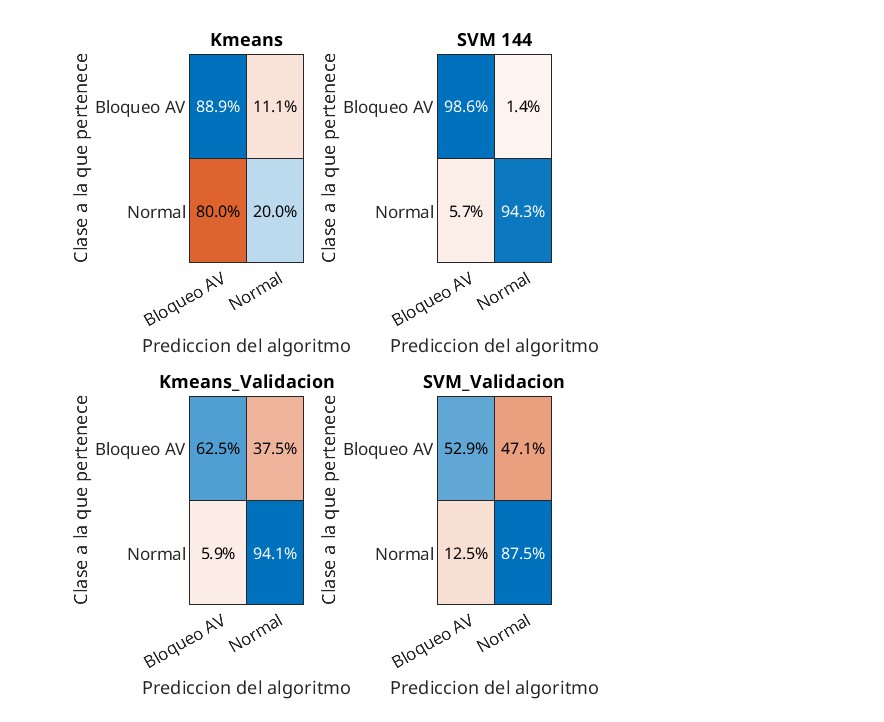 Kmeans
Clase a la que pertenece
Bloqueo AV 88.9% 11.1%
Normal 80.0% 20.0%
Bloqueo AV Normal
Prediccion del algoritmo
SVM 144
Clase a la que pertenece
Bloqueo AV 98.6% 1.4%
Normal 5.7% 94.3%
Bloqueo AV Normal
Prediccion del algoritmo
Kmeans_Validacion
Clase a la que pertenece
Bloqueo AV 62.5% 37.5%
Normal 5.9% 94.1%
Bloqueo AV Normal
Prediccion del algoritmo
SVM_Validacion
Clase a la que pertenece
Bloqueo AV 52.9% 47.1%
Normal 12.5% 87.5%
Bloqueo AV Normal
Prediccion del algoritmo